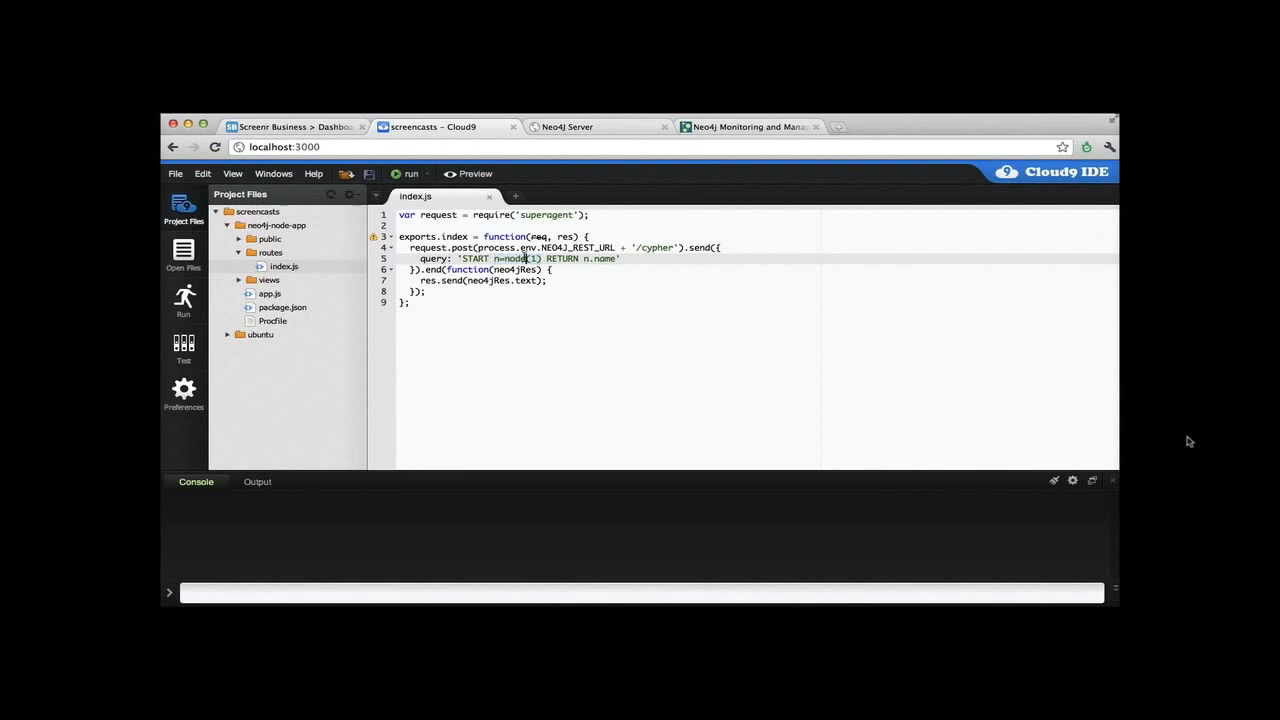 Screenr Business > Dashboa
screencasts – Cloud9
Neo4J Server
Neo4j Monitoring and Mana
localhost:3000
File Edit View Windows Help run Preview
Cloud9 IDE
Project Files
index.js
Project Files
Open Files
Run
Test
Preferences
screencasts
neo4j-node-app
public
routes
index.js
views
app.js
package.json
Procfile
ubuntu
1 var request = require('superagent');
2
3 exports.index = function(req, res) {
4 request.post(process.env.NEO4J_REST_URL + '/cypher').send({
5 query: 'START n=node(1) RETURN n.name'
6 }).end(function(neo4jRes) {
7 res.send(neo4jRes.text);
8 });
9 };
Console Output
>